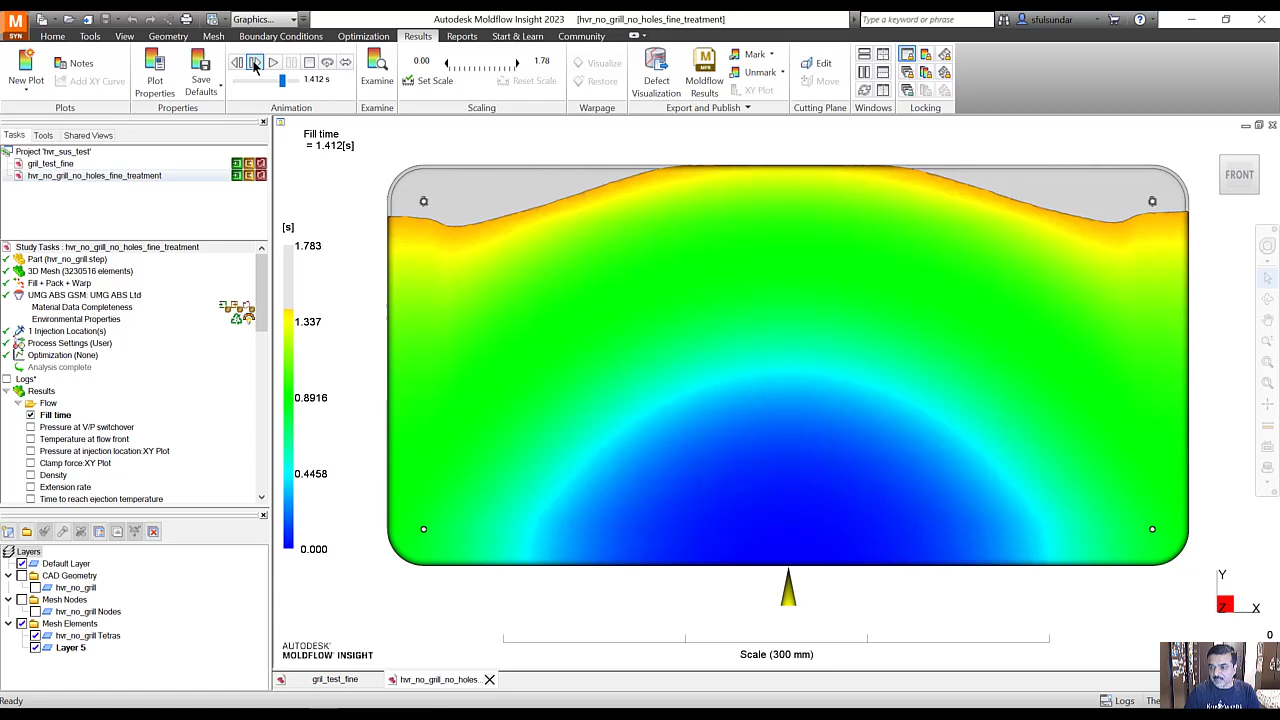 M
SYN
Graphics...
Autodesk Moldflow Insight 2023 [hvr_no_grill_no_holes_fine_treatment]
Type a keyword or phrase
sfulsundar
Home Tools View Geometry Mesh Boundary Conditions Optimization Results Reports Start & Learn Community
New Plot
Notes
Add XY Curve
Plots
Plot
Properties
Save
Defaults
Properties
1.412 s
Animation
Examine
Examine
0.00
1.78
Set Scale
Reset Scale
Scaling
Visualize
Restore
Warpage
Defect
Visualization
Moldflow
Results
Mark
Unmark
XY Plot
Export and Publish
Edit
Move
Cutting Plane
Windows
Locking
Tasks Tools Shared Views
Project 'hvr_sus_test'
gril_test_fine
hvr_no_grill_no_holes_fine_treatment
Study Tasks : hvr_no_grill_no_holes_fine_treatment
Part (hvr_no_grill.step)
3D Mesh (3230516 elements)
Fill + Pack + Warp
UMG ABS GSM: UMG ABS Ltd
Material Data Completeness
Environmental Properties
1 Injection Location(s)
Process Settings (User)
Optimization (None)
Analysis complete
Logs*
Results
Flow
Fill time
Pressure at V/P switchover
Temperature at flow front
Pressure at injection location:XY Plot
Clamp force:XY Plot
Density
Extension rate
Time to reach ejection temperature
Layers
Default Layer
CAD Geometry
hvr_no_grill
Mesh Nodes
hvr_no_grill Nodes
Mesh Elements
hvr_no_grill Tetras
Layer 5
Fill time
= 1.412[s]
[s]
1.783
1.337
0.8916
0.4458
0.000
FRONT
Y
Z
X
0
AUTODESK
MOLDFLOW INSIGHT
Scale (300 mm)
gril_test_fine
hvr_no_grill_no_holes...
Ready
Logs